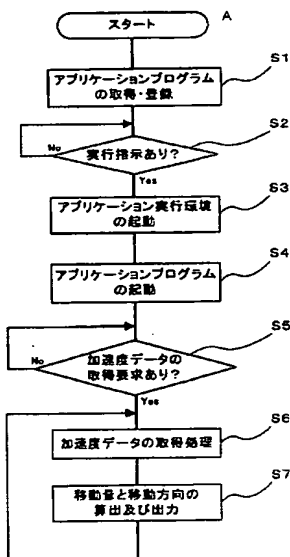 スタート
A
アプリケーションプログラム
の取得・登録
S1
実行指示あり?
S2
No
Yes
アプリケーション実行環境
の起動
S3
アプリケーションプログラム
の起動
S4
加速度データの
取得要求あり?
S5
No
Yes
加速度データの取得処理
S6
移動量と移動方向の
算出及び出力
S7